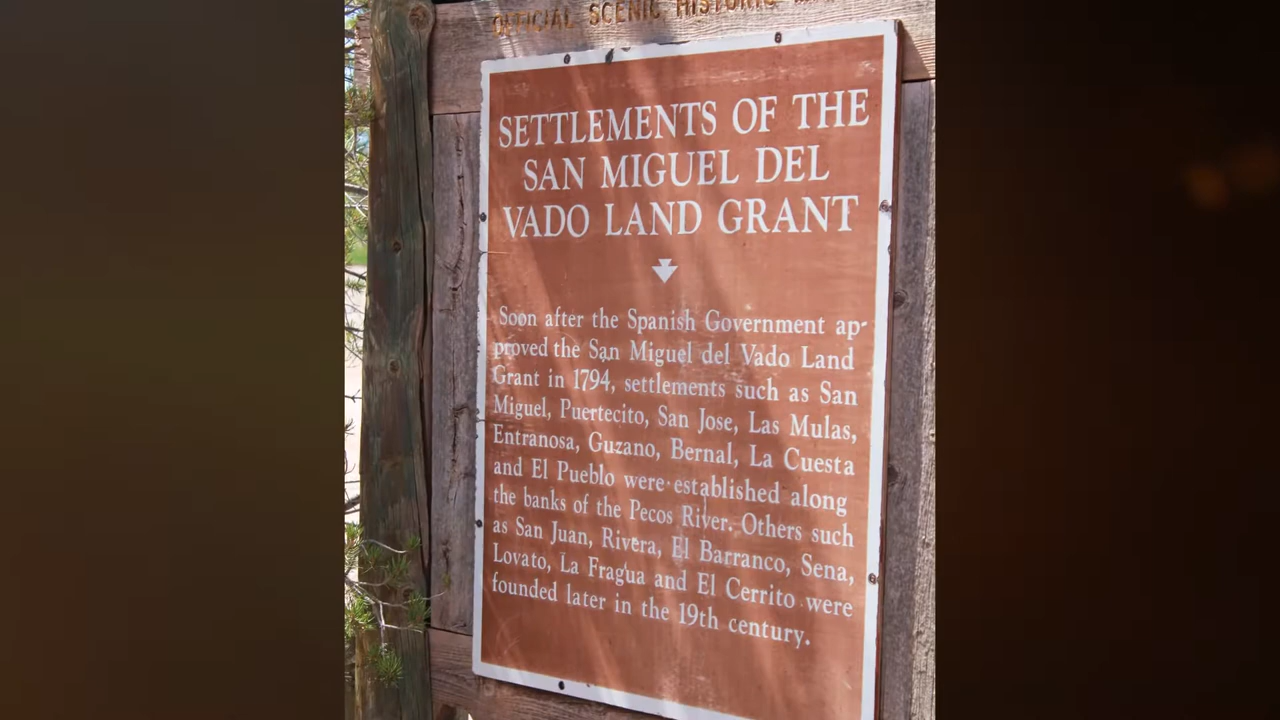 OFFICIAL SCENIC HISTORIC
SETTLEMENTS OF THE
SAN MIGUEL DEL
VADO LAND GRANT
Soon after the Spanish Government ap-
proved the San Miguel del Vado Land
Grant in 1794, settlements such as San
Miguel, Puertecito, San Jose, Las Mulas,
Entranosa, Guzano, Bernal, La Cuesta
and El Pueblo were established along
the banks of the Pecos River. Others such
as San Juan, Rivera, El Barranco, Sena,
Lovato, La Fragua and El Cerrito were
founded later in the 19th century.